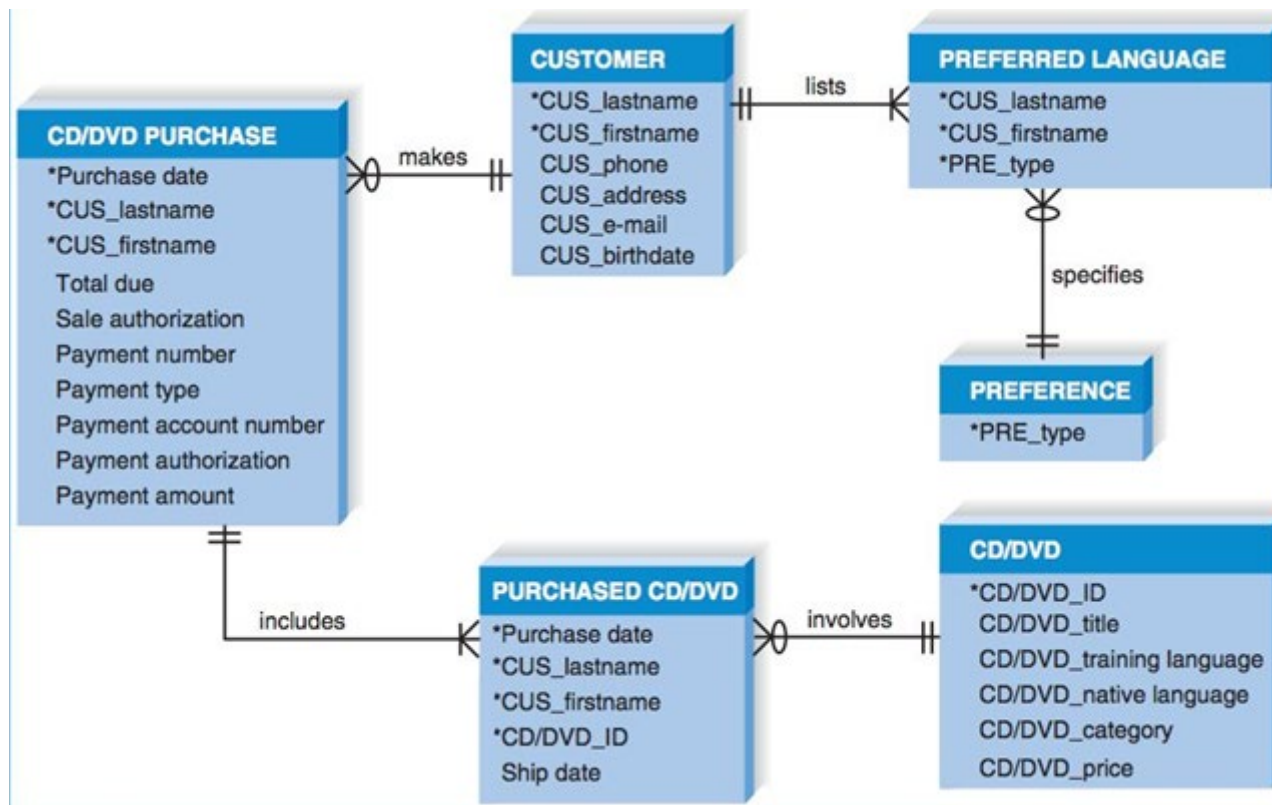 CD/DVD PURCHASE
*Purchase date
*CUS_lastname
*CUS_firstname
Total due
Sale authorization
Payment number
Payment type
Payment account number
Payment authorization
Payment amount
makes
CUSTOMER
*CUS_lastname
*CUS_firstname
CUS_phone
CUS_address
CUS_e-mail
CUS_birthdate
lists
PREFERRED LANGUAGE
*CUS_lastname
*CUS_firstname
*PRE_type
specifies
PREFERENCE
*PRE_type
includes
PURCHASED CD/DVD
*Purchase date
*CUS_lastname
*CUS_firstname
*CD/DVD_ID
Ship date
involves
CD/DVD
*CD/DVD_ID
CD/DVD_title
CD/DVD_training language
CD/DVD_native language
CD/DVD_category
CD/DVD_price